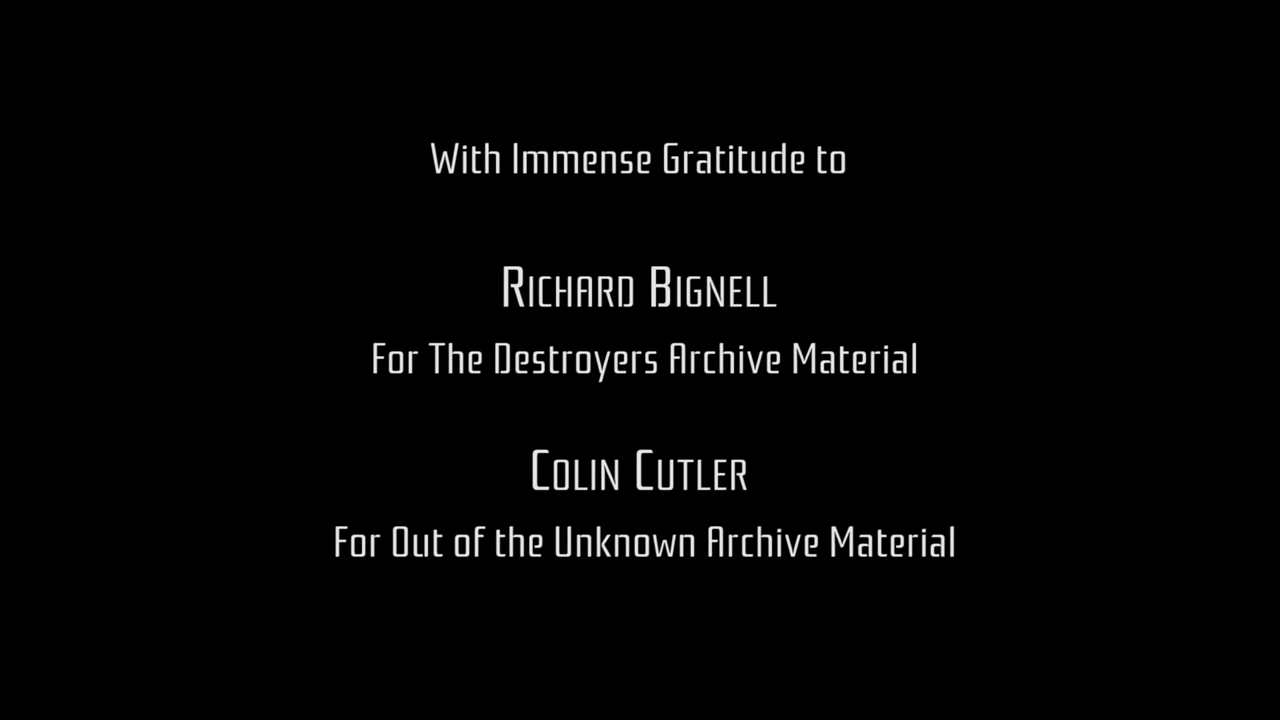 With Immense Gratitude to
Richard Bignell
For The Destroyers Archive Material
Colin Cutler
For Out of the Unknown Archive Material